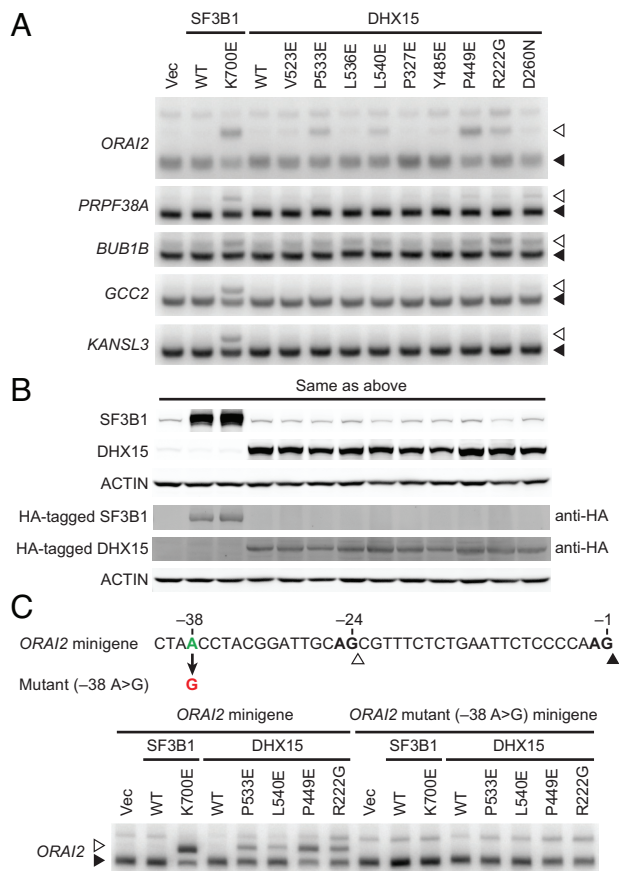 A
SF3B1 DHX15
Vec WT K700E WT V523E P533E L536E L540E P327E Y485E P449E R222G D260N
ORAI2
PRPF38A
BUB1B
GCC2
KANSL3
B
Same as above
SF3B1
DHX15
ACTIN
HA-tagged SF3B1 anti-HA
HA-tagged DHX15 anti-HA
ACTIN
C
–38 –24 –1
ORAI2 minigene CTAACCTACGGATTGCAGCGTTTCTCTGAATTCTCCCCAAG
Mutant (–38 A>G) G
ORAI2 minigene ORAI2 mutant (–38 A>G) minigene
SF3B1 DHX15 SF3B1 DHX15
Vec WT K700E WT P533E L540E P449E R222G Vec WT K700E WT P533E L540E P449E R222G
ORAI2